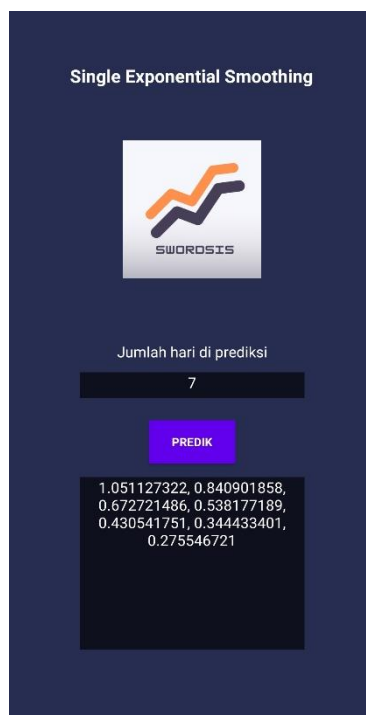 Single Exponential Smoothing
SWORDSIS
Jumlah hari di prediksi
7
PREDIK
1.051127322, 0.840901858,
0.672721486, 0.538177189,
0.430541751, 0.344433401,
0.275546721